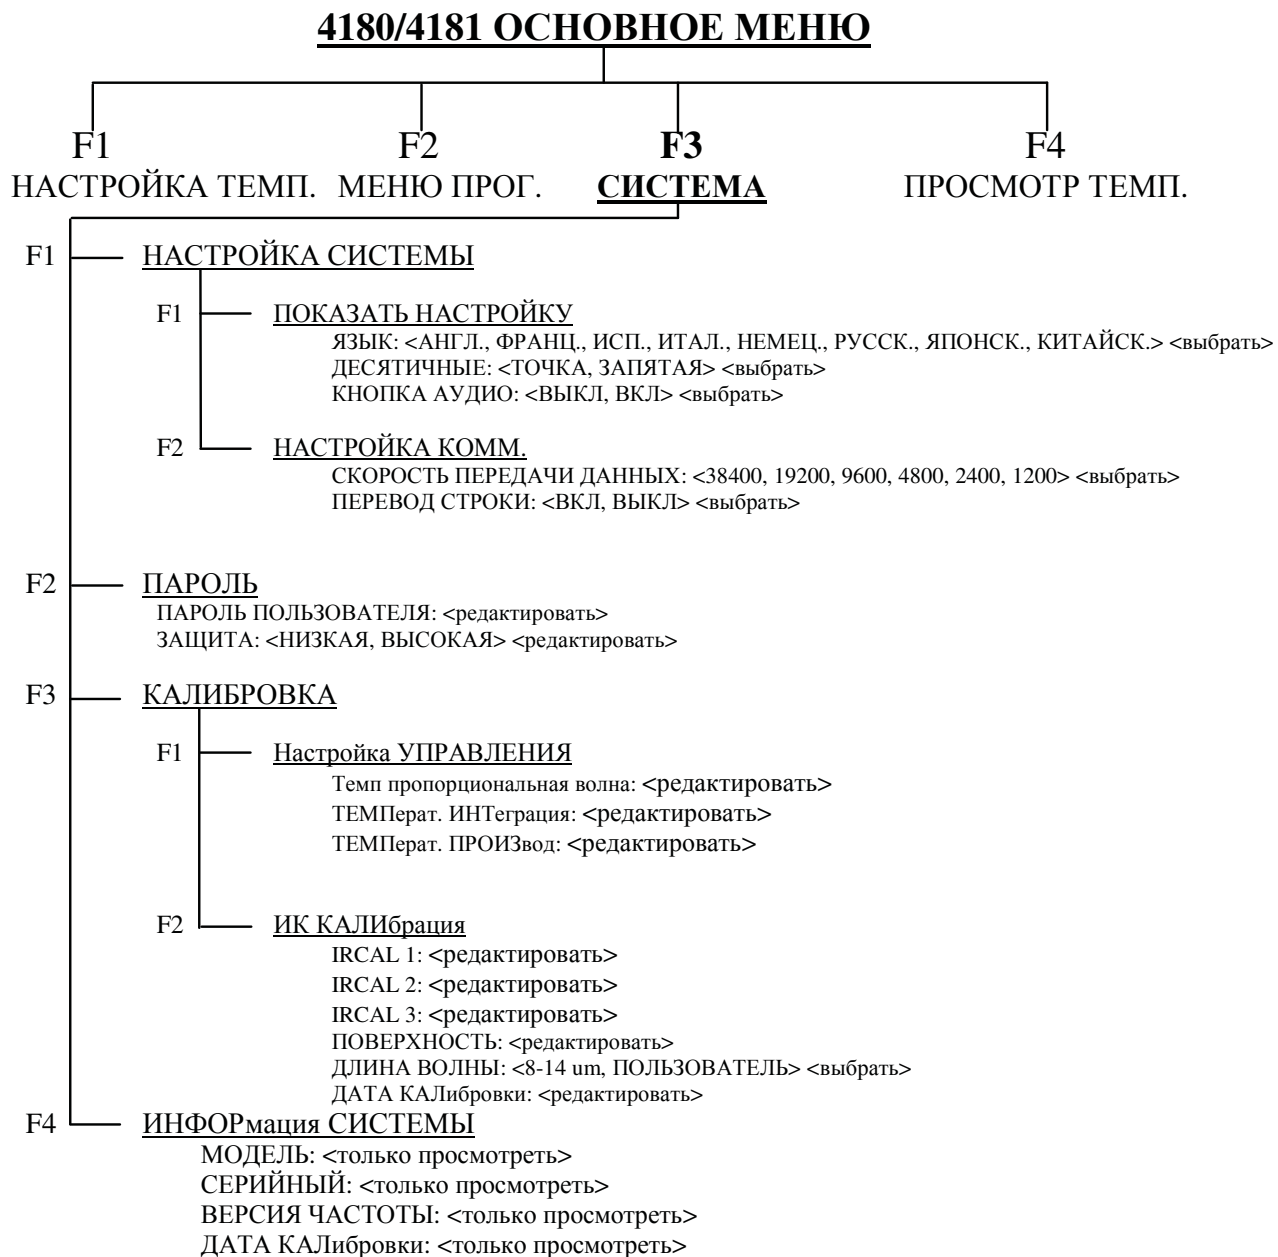 4180/4181 ОСНОВНОЕ МЕНЮ
F1 F2 F3 F4
НАСТРОЙКА ТЕМП. МЕНЮ ПРОГ. СИСТЕМА ПРОСМОТР ТЕМП.
F1 НАСТРОЙКА СИСТЕМЫ
F1 ПОКАЗАТЬ НАСТРОЙКУ
ЯЗЫК: <АНГЛ., ФРАНЦ., ИСП., ИТАЛ., НЕМЕЦ., РУССК., ЯПОНСК., КИТАЙСК.> <выбрать>
ДЕСЯТИЧНЫЕ: <ТОЧКА, ЗАПЯТАЯ> <выбрать>
КНОПКА АУДИО: <ВЫКЛ, ВКЛ> <выбрать>
F2 НАСТРОЙКА КОММ.
СКОРОСТЬ ПЕРЕДАЧИ ДАННЫХ: <38400, 19200, 9600, 4800, 2400, 1200> <выбрать>
ПЕРЕВОД СТРОКИ: <ВКЛ, ВЫКЛ> <выбрать>
F2 ПАРОЛЬ
ПАРОЛЬ ПОЛЬЗОВАТЕЛЯ: <редактировать>
ЗАЩИТА: <НИЗКАЯ, ВЫСОКАЯ> <редактировать>
F3 КАЛИБРОВКА
F1 Настройка УПРАВЛЕНИЯ
Темп пропорциональная волна: <редактировать>
ТЕМПерат. ИНТеграция: <редактировать>
ТЕМПерат. ПРОИЗвод: <редактировать>
F2 ИК КАЛИбрация
IRCAL 1: <редактировать>
IRCAL 2: <редактировать>
IRCAL 3: <редактировать>
ПОВЕРХНОСТЬ: <редактировать>
ДЛИНА ВОЛНЫ: <8-14 um, ПОЛЬЗОВАТЕЛЬ> <выбрать>
ДАТА КАЛибровки: <редактировать>
F4 ИНФОРмация СИСТЕМЫ
МОДЕЛЬ: <только просмотреть>
СЕРИЙНЫЙ: <только просмотреть>
ВЕРСИЯ ЧАСТОТЫ: <только просмотреть>
ДАТА КАЛибровки: <только просмотреть>